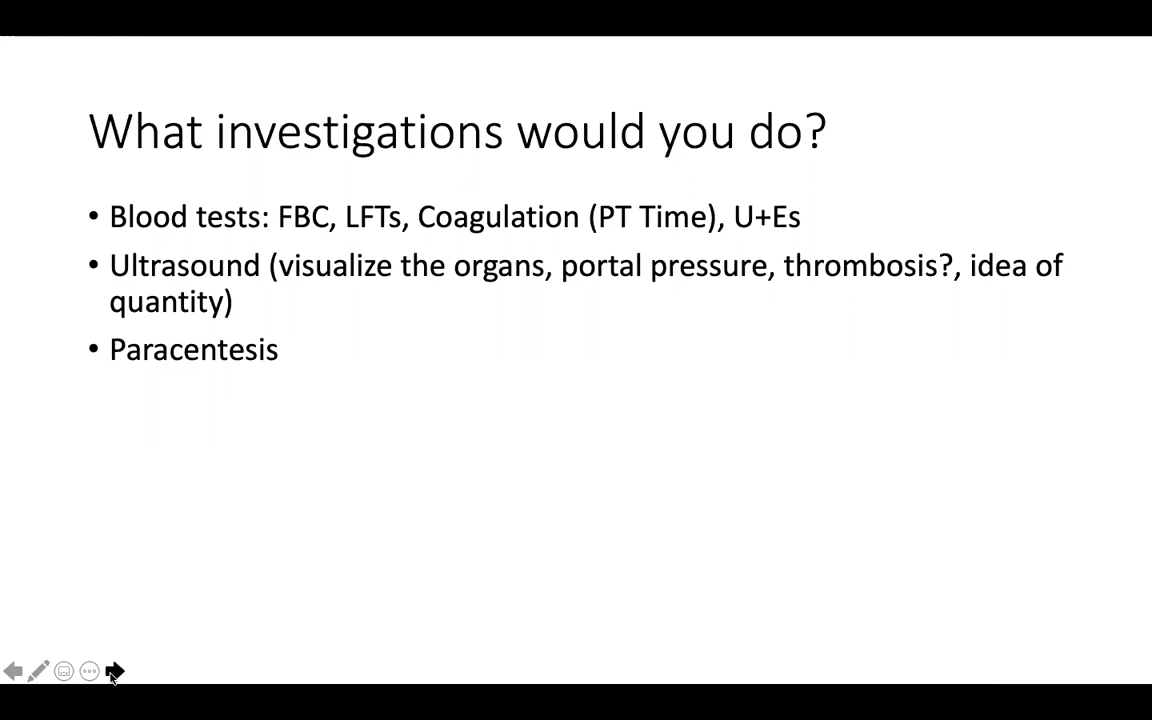 What investigations would you do?
• Blood tests: FBC, LFTs, Coagulation (PT Time), U+Es
• Ultrasound (visualize the organs, portal pressure, thrombosis?, idea of
quantity)
• Paracentesis